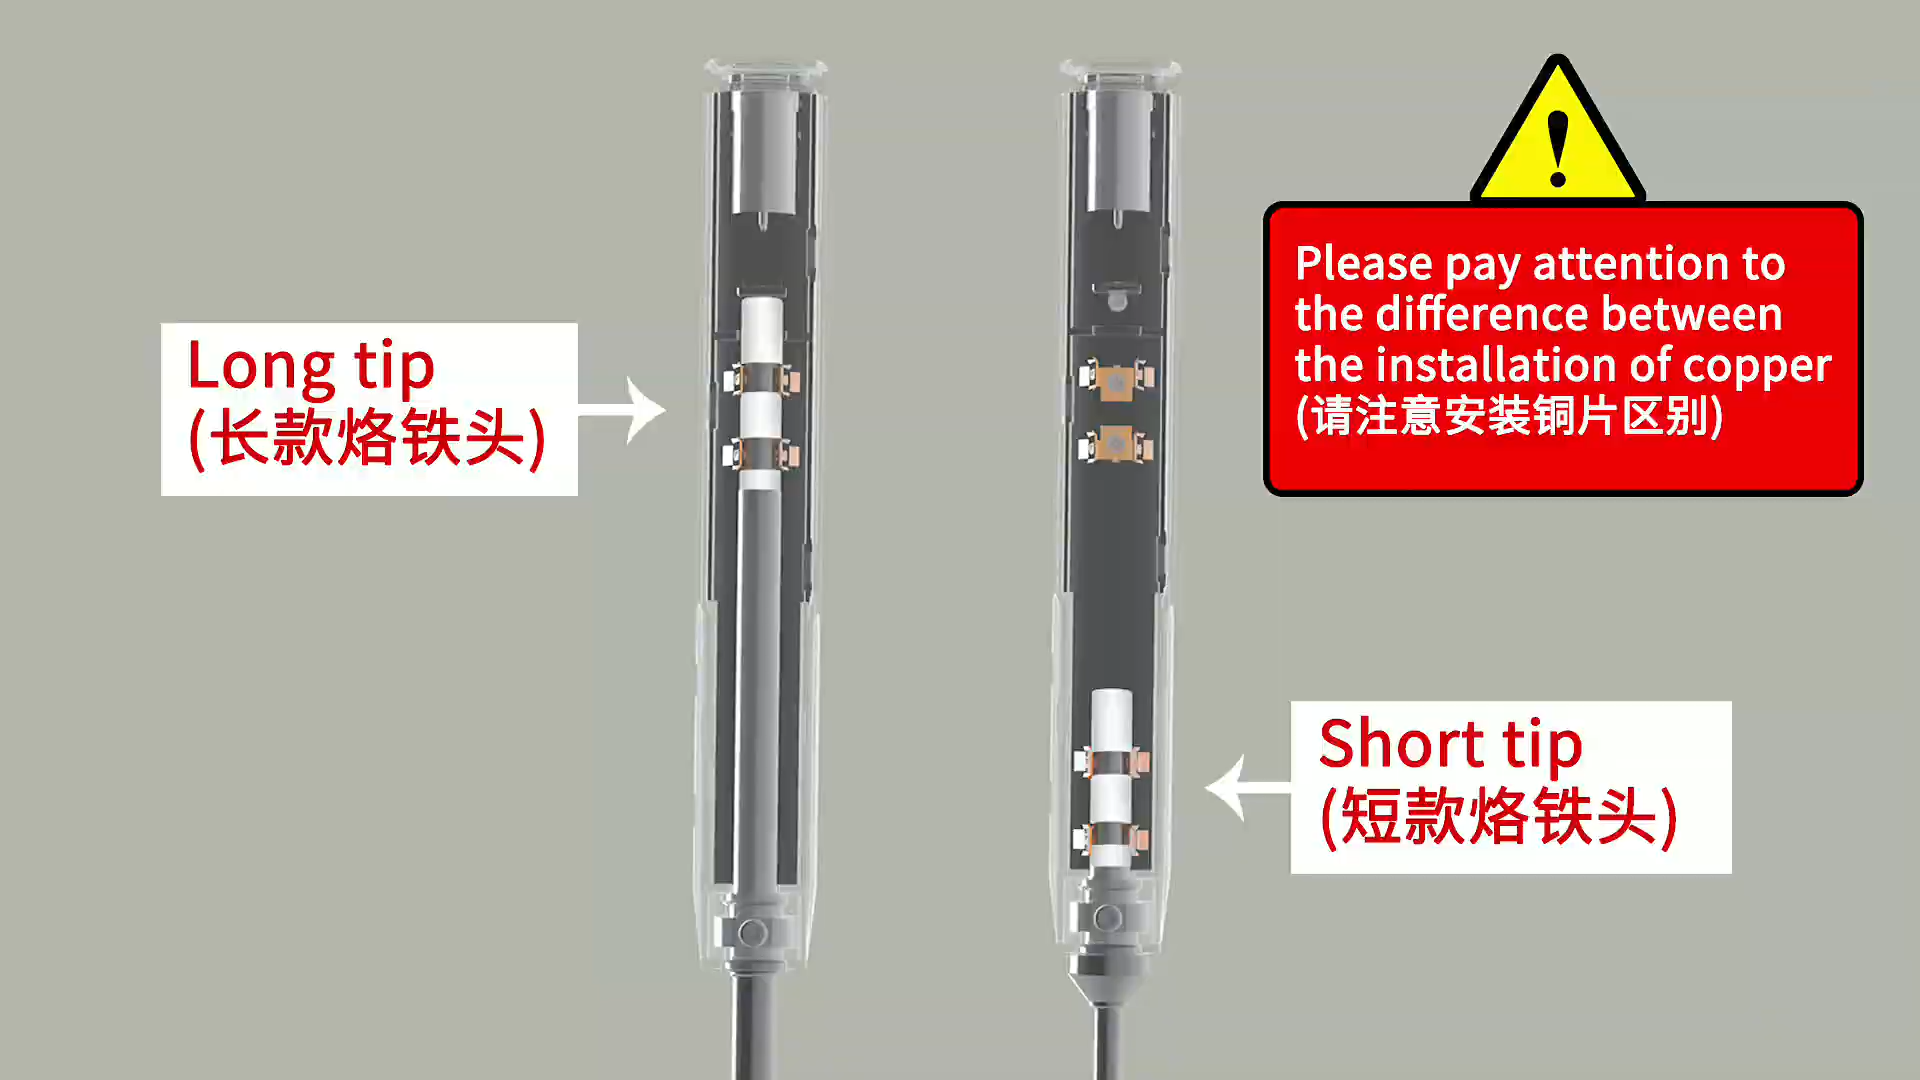 Long tip
(长款烙铁头)
Please pay attention to
the difference between
the installation of copper
(请注意安装铜片区别)
Short tip
(短款烙铁头)